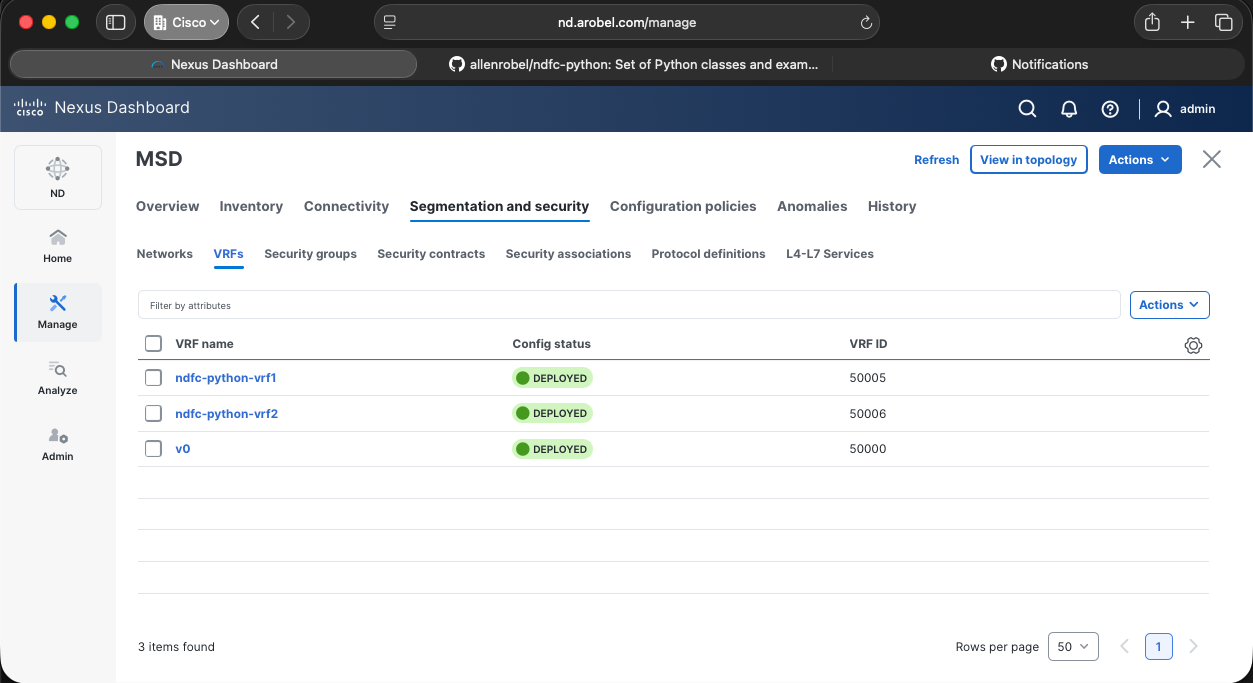 Cisco
nd.arobel.com/manage
Nexus Dashboard
allenrobel/ndfc-python: Set of Python classes and exam...
Notifications
CISCO Nexus Dashboard
admin
ND
Home
Manage
Analyze
Admin
MSD
Refresh View in topology Actions
Overview Inventory Connectivity Segmentation and security Configuration policies Anomalies History
Networks VRFs Security groups Security contracts Security associations Protocol definitions L4-L7 Services
Filter by attributes Actions
VRF name Config status VRF ID
ndfc-python-vrf1 DEPLOYED 50005
ndfc-python-vrf2 DEPLOYED 50006
v0 DEPLOYED 50000
3 items found Rows per page 50 1